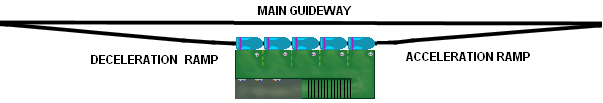 MAIN GUIDEWAY
DECELERATION RAMP
ACCELERATION RAMP